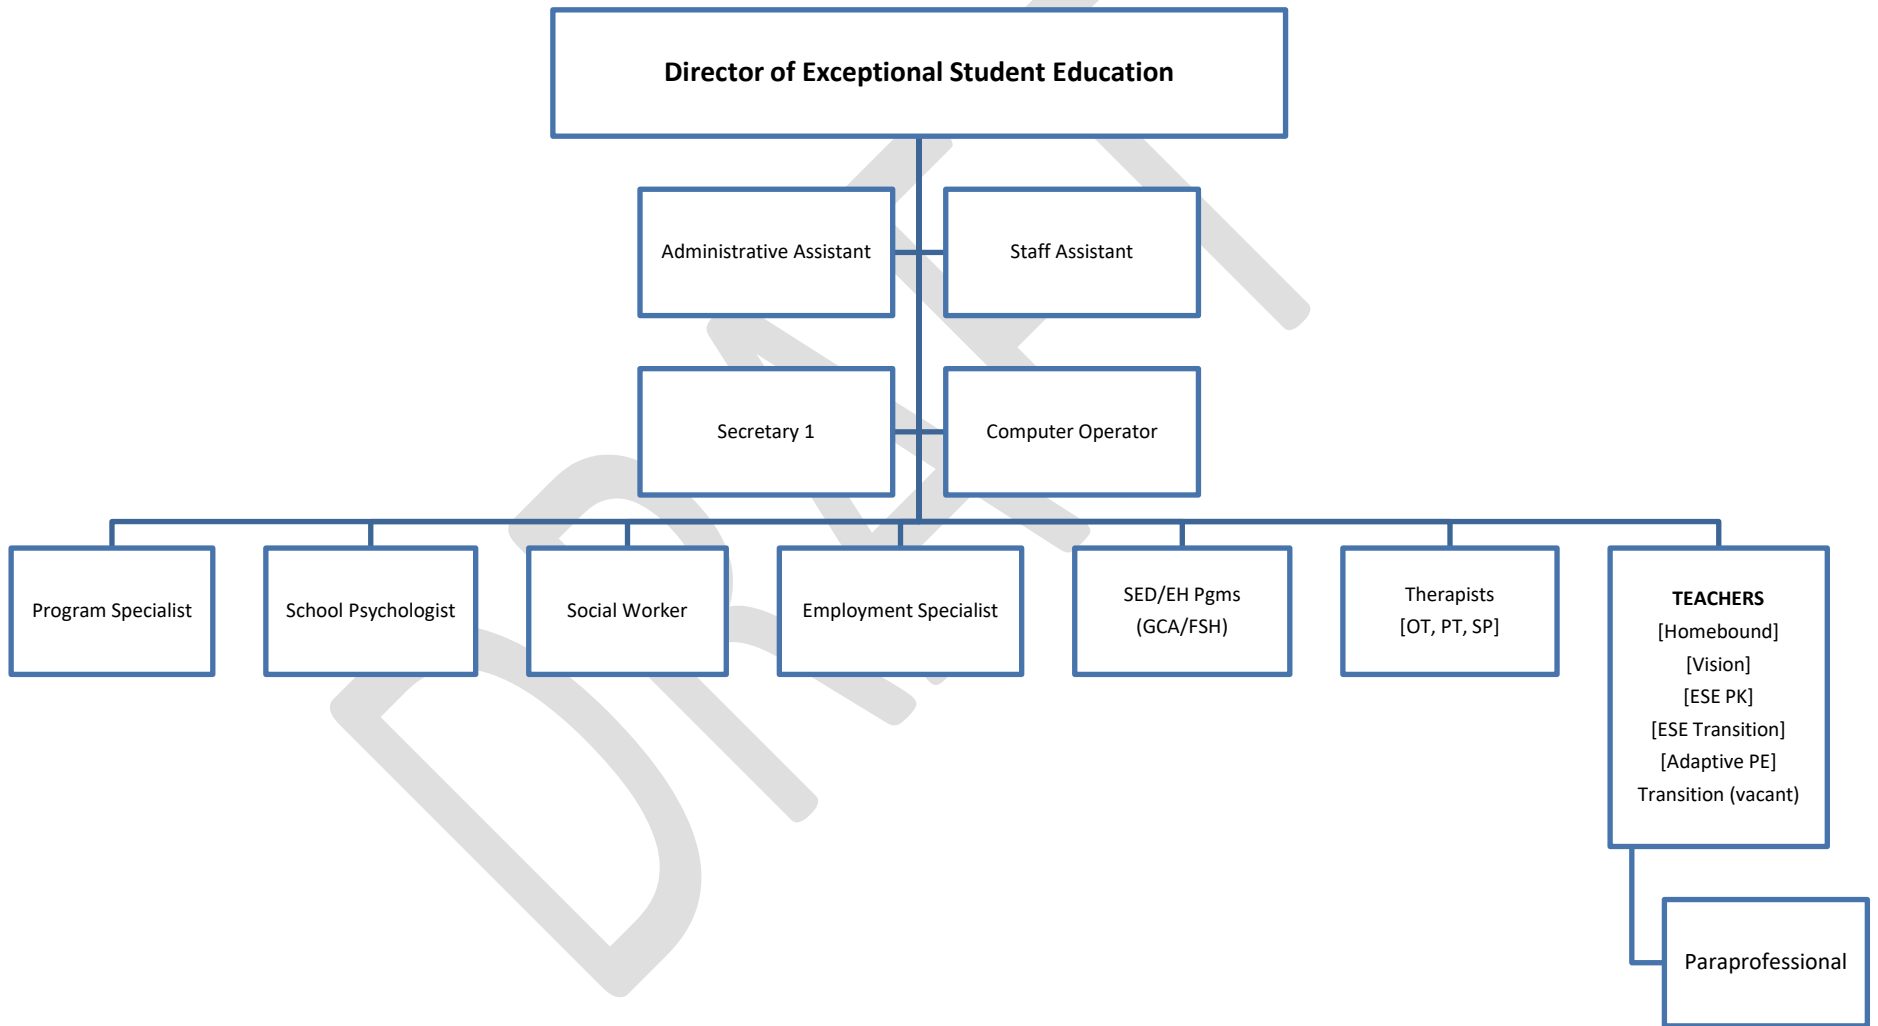 Director of Exceptional Student Education
Administrative Assistant
Staff Assistant
Secretary 1
Computer Operator
Program Specialist
School Psychologist
Social Worker
Employment Specialist
SED/EH Pgms
(GCA/FSH)
Therapists
[OT, PT, SP]
TEACHERS
[Homebound]
[Vision]
[ESE PK]
[ESE Transition]
[Adaptive PE]
Transition (vacant)
Paraprofessional
DRAFT